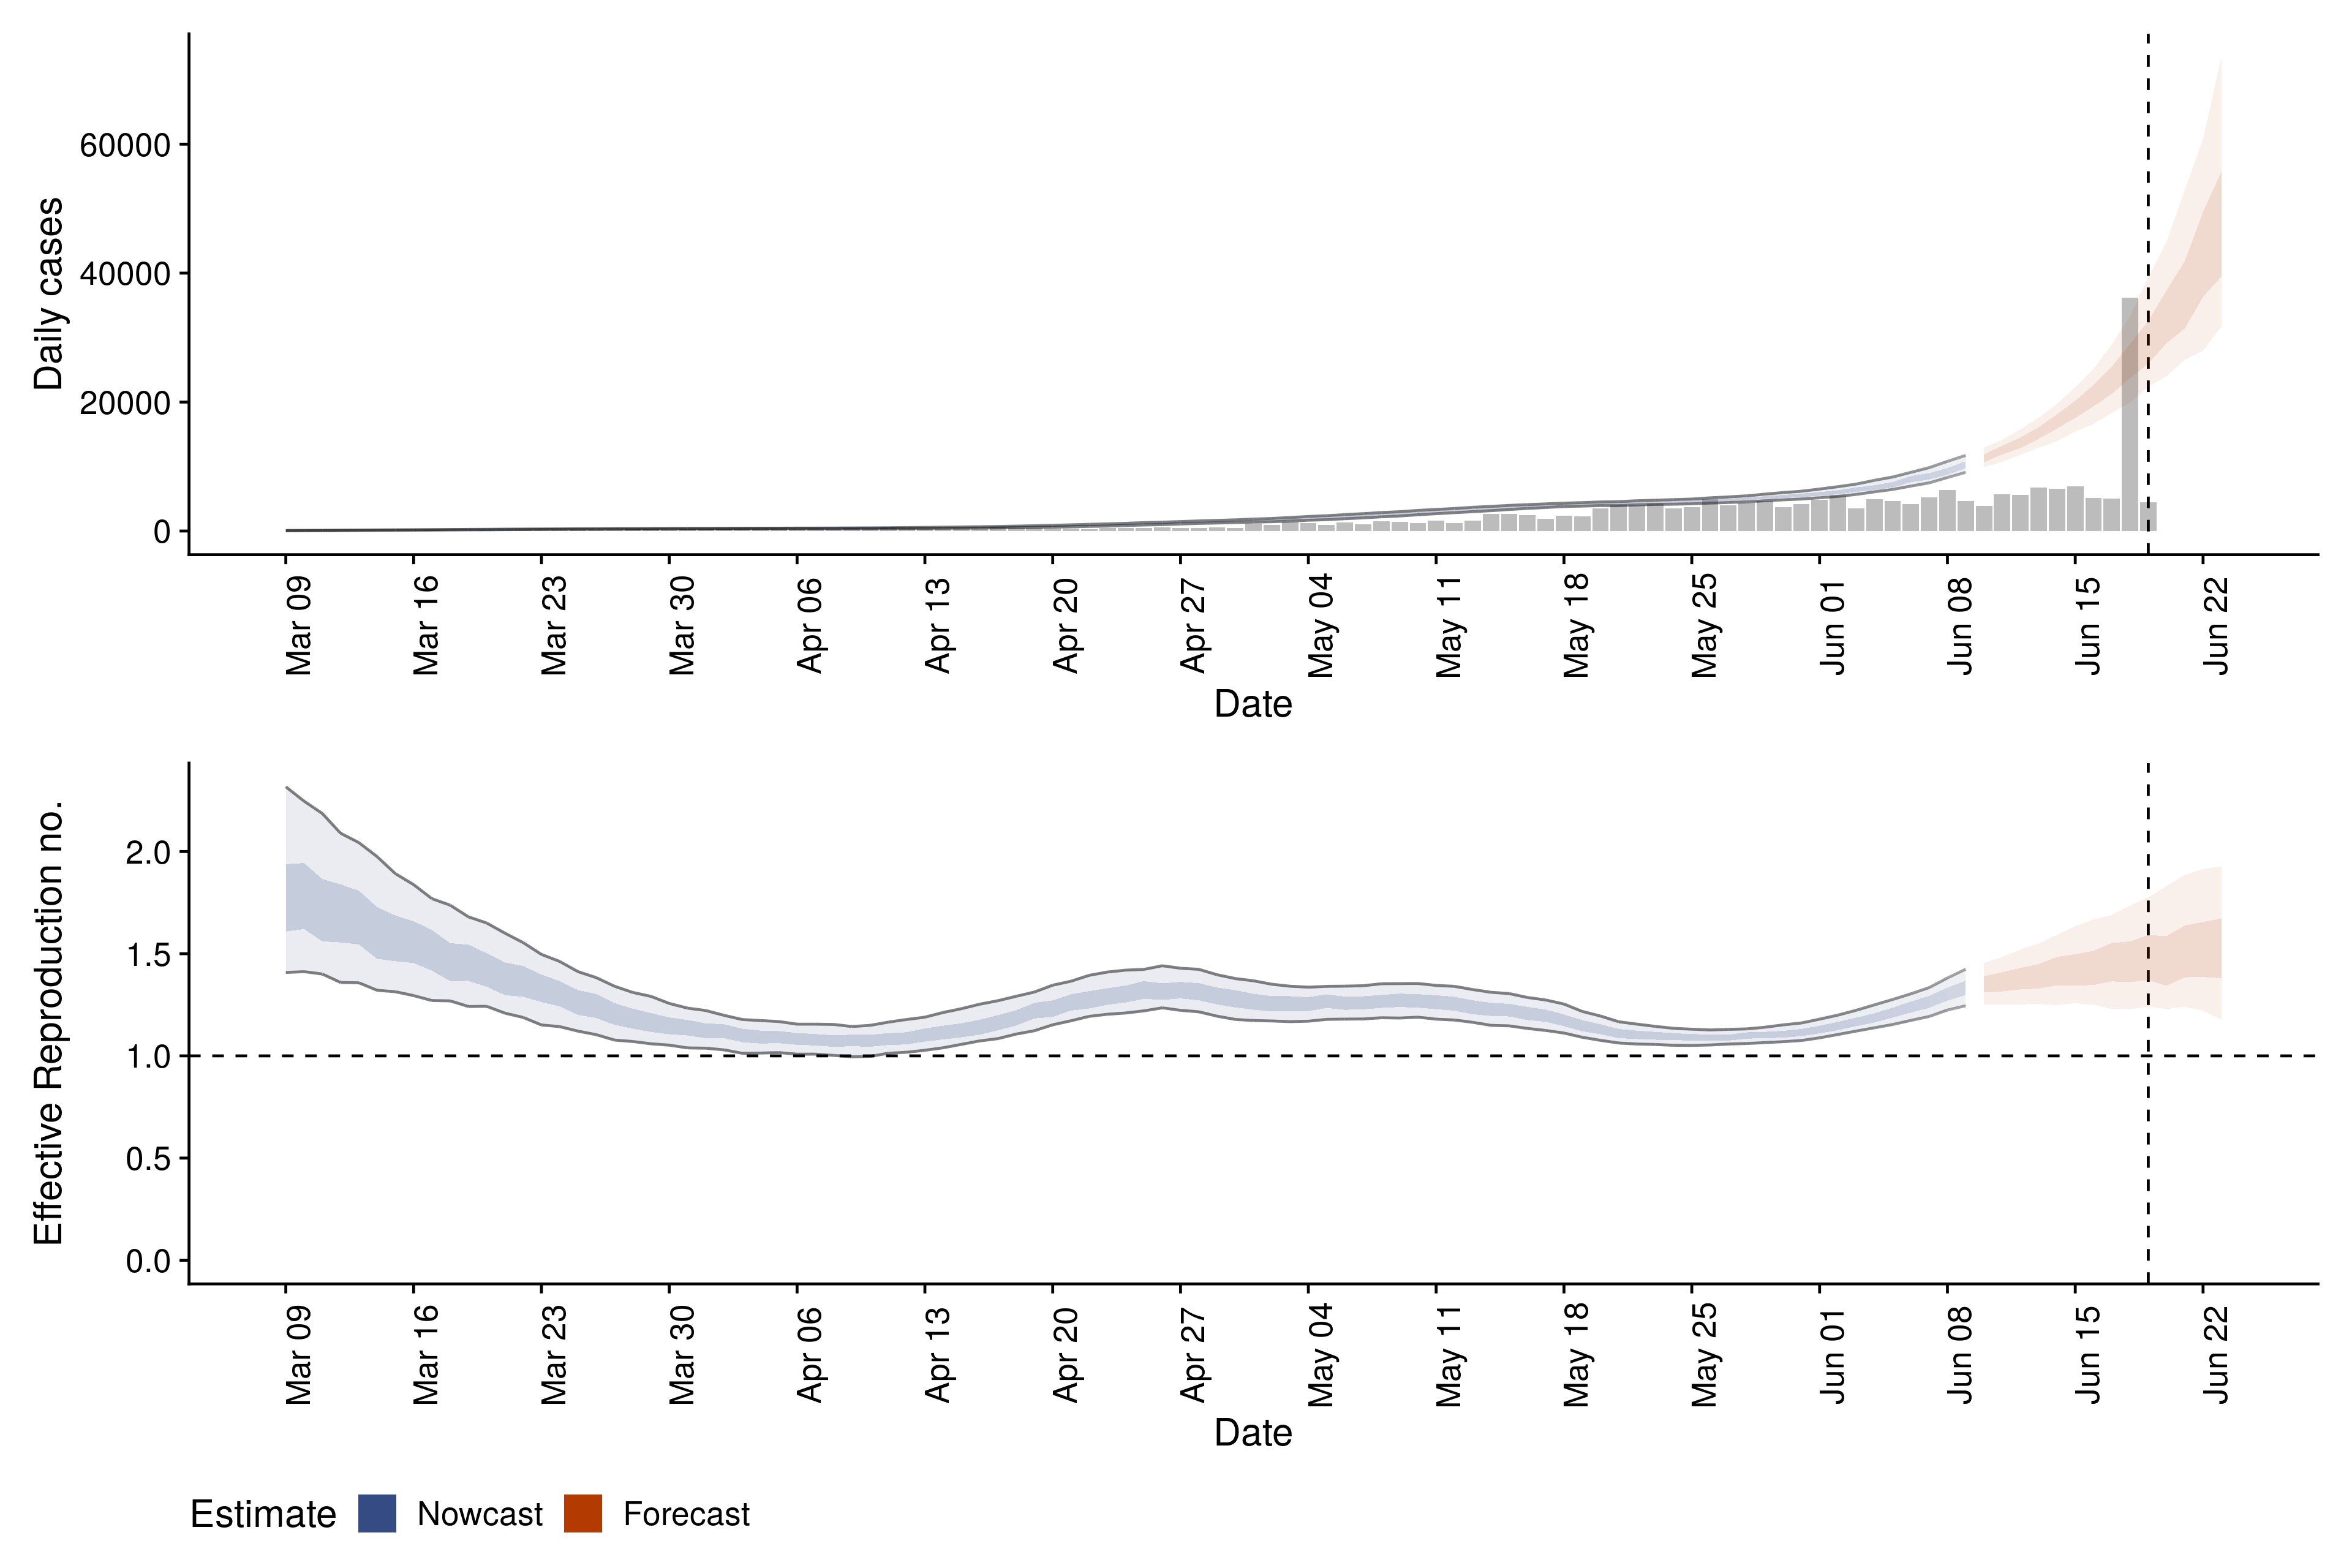 Daily cases
60000
40000
20000
0
Mar 09
Mar 16
Mar 23
Mar 30
Apr 06
Apr 13
Apr 20
Apr 27
May 04
May 11
May 18
May 25
Jun 01
Jun 08
Jun 15
Jun 22
Date
Effective Reproduction no.
2.0
1.5
1.0
0.5
0.0
Mar 09
Mar 16
Mar 23
Mar 30
Apr 06
Apr 13
Apr 20
Apr 27
May 04
May 11
May 18
May 25
Jun 01
Jun 08
Jun 15
Jun 22
Date
Estimate Nowcast Forecast